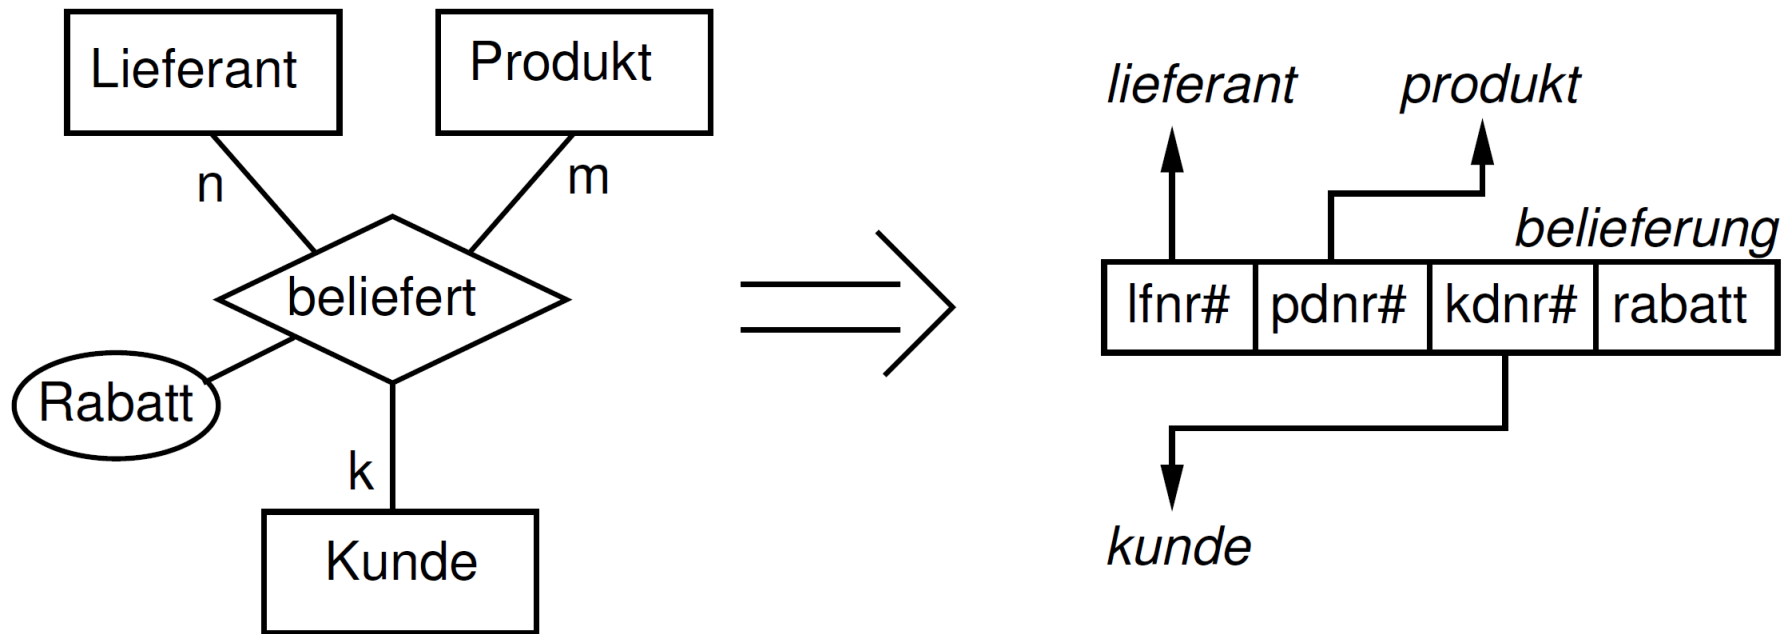 Lieferant
Produkt
n
m
beliefert
Rabatt
k
Kunde
lieferant
produkt
belieferung
lfnr# pdnr# kdnr# rabatt
kunde